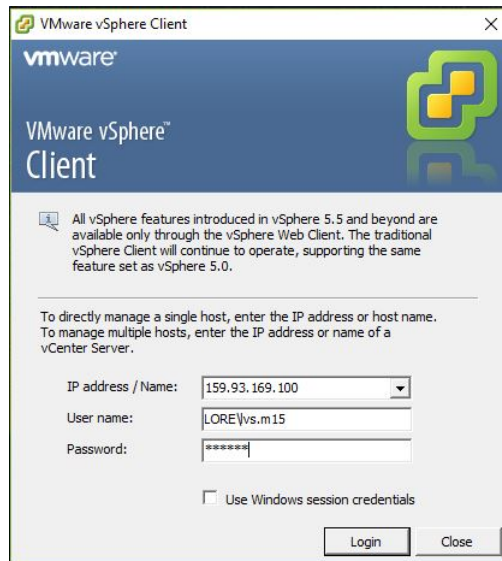 VMware vSphere Client
vmware
VMware vSphere™
Client
All vSphere features introduced in vSphere 5.5 and beyond are
available only through the vSphere Web Client. The traditional
vSphere Client will continue to operate, supporting the same
feature set as vSphere 5.0.
To directly manage a single host, enter the IP address or host name.
To manage multiple hosts, enter the IP address or name of a
vCenter Server.
IP address / Name: 159.93.169.100
User name: LORE\lvs.m15
Password: ******
Use Windows session credentials
Login Close